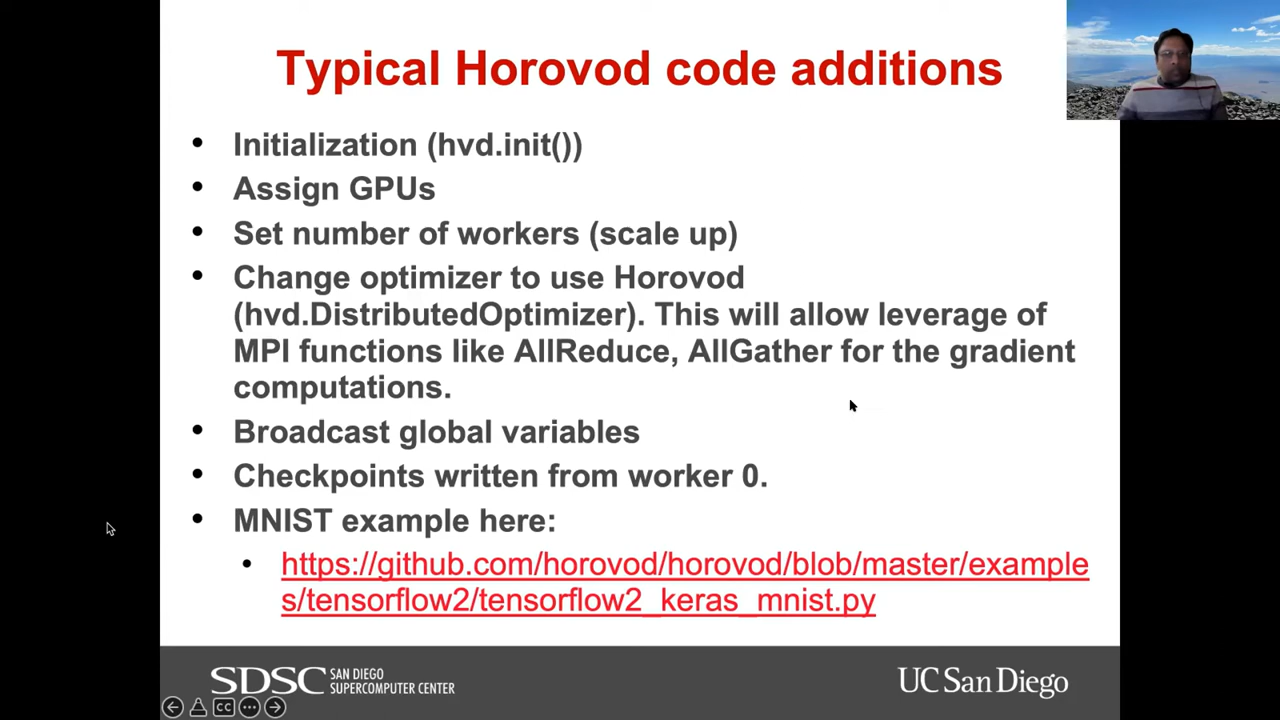 Typical Horovod code additions
• Initialization (hvd.init())
• Assign GPUs
• Set number of workers (scale up)
• Change optimizer to use Horovod
(hvd.DistributedOptimizer). This will allow leverage of
MPI functions like AllReduce, AllGather for the gradient
computations.
• Broadcast global variables
• Checkpoints written from worker 0.
• MNIST example here:
• https://github.com/horovod/horovod/blob/master/example
s/tensorflow2/tensorflow2_keras_mnist.py
SDSC SAN DIEGO
SUPERCOMPUTER CENTER
UC San Diego
CC